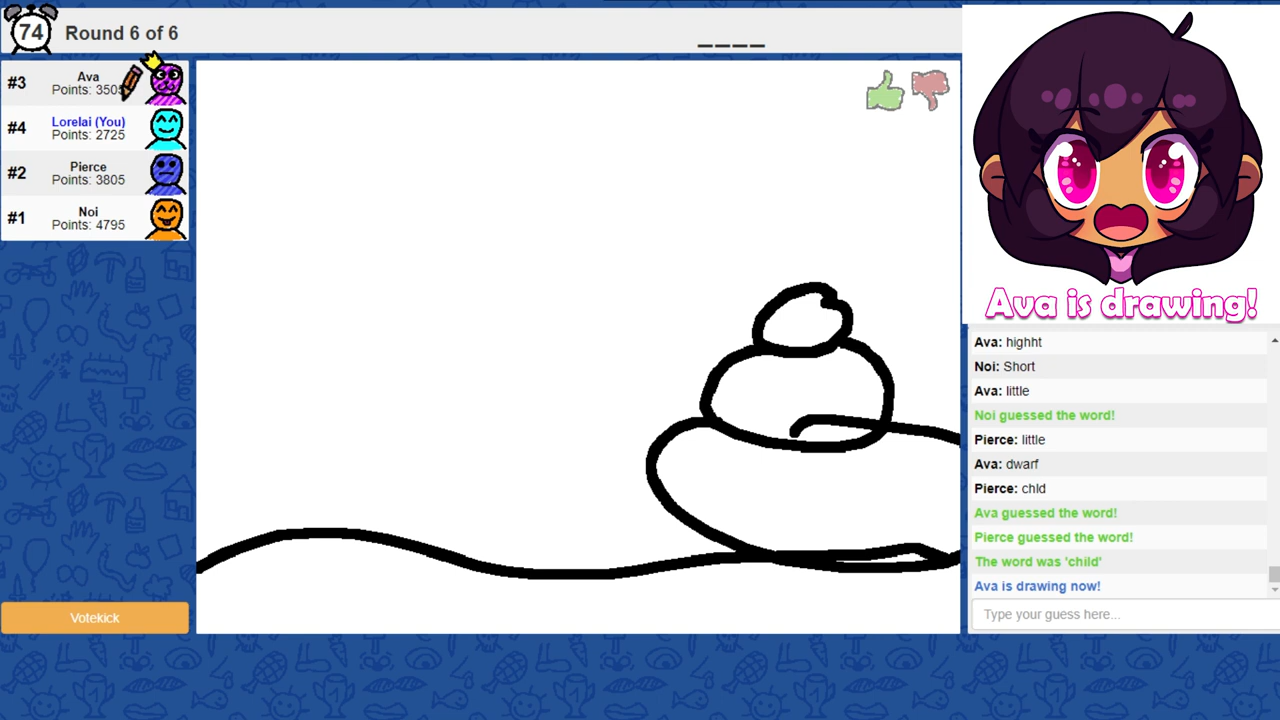 74
Round 6 of 6
_ _ _ _
#3
Ava
Points: 3505
#4
Lorelai (You)
Points: 2725
#2
Pierce
Points: 3805
#1
Noi
Points: 4795
Votekick
Ava is drawing!
Ava: highht
Noi: Short
Ava: little
Noi guessed the word!
Pierce: little
Ava: dwarf
Pierce: chld
Ava guessed the word!
Pierce guessed the word!
The word was 'child'
Ava is drawing now!
Type your guess here...